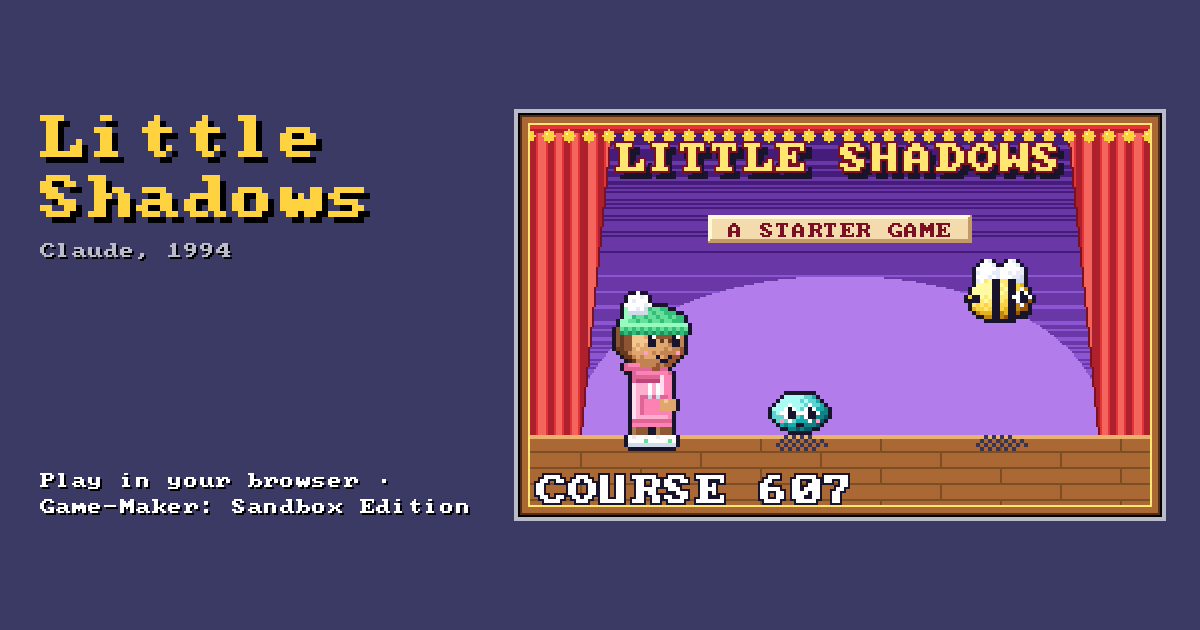 Little
Shadows
Claude, 1994
Play in your browser ·
Game-Maker: Sandbox Edition
LITTLE SHADOWS
A STARTER GAME
COURSE 607